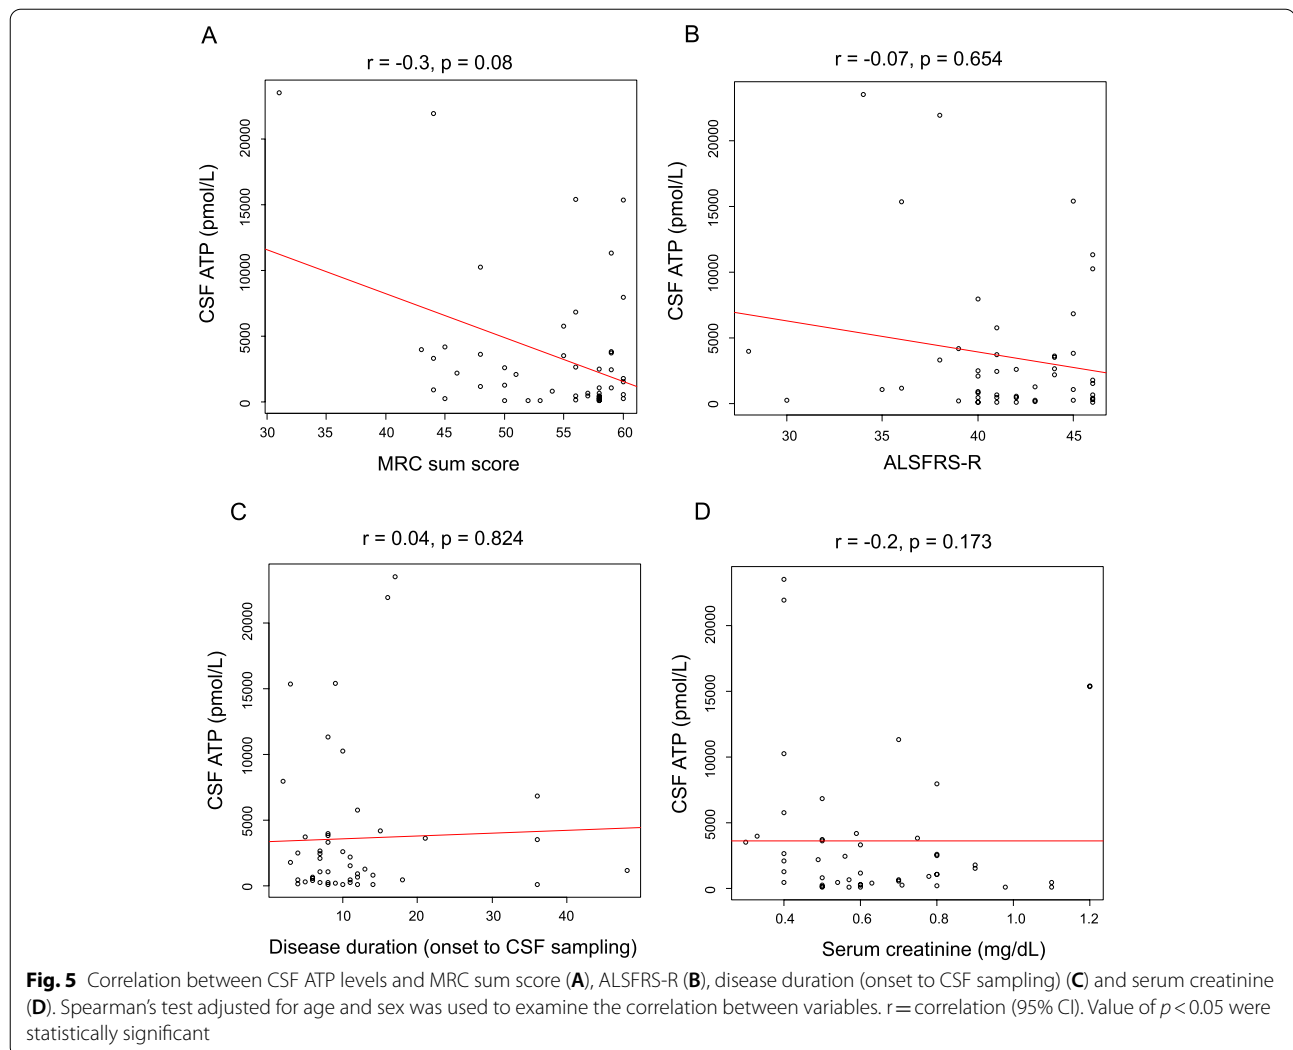 A
r = -0.3, p = 0.08
CSF ATP (pmol/L)
0 5000 10000 15000 20000
30 35 40 45 50 55 60
MRC sum score
B
r = -0.07, p = 0.654
CSF ATP (pmol/L)
0 5000 10000 15000 20000
30 35 40 45
ALSFRS-R
C
r = 0.04, p = 0.824
CSF ATP (pmol/L)
0 5000 10000 15000 20000
10 20 30 40
Disease duration (onset to CSF sampling)
D
r = -0.2, p = 0.173
CSF ATP (pmol/L)
0 5000 10000 15000 20000
0.4 0.6 0.8 1.0 1.2
Serum creatinine (mg/dL)
Fig. 5 Correlation between CSF ATP levels and MRC sum score (A), ALSFRS-R (B), disease duration (onset to CSF sampling) (C) and serum creatinine
(D). Spearman's test adjusted for age and sex was used to examine the correlation between variables. r = correlation (95% CI). Value of p < 0.05 were
statistically significant